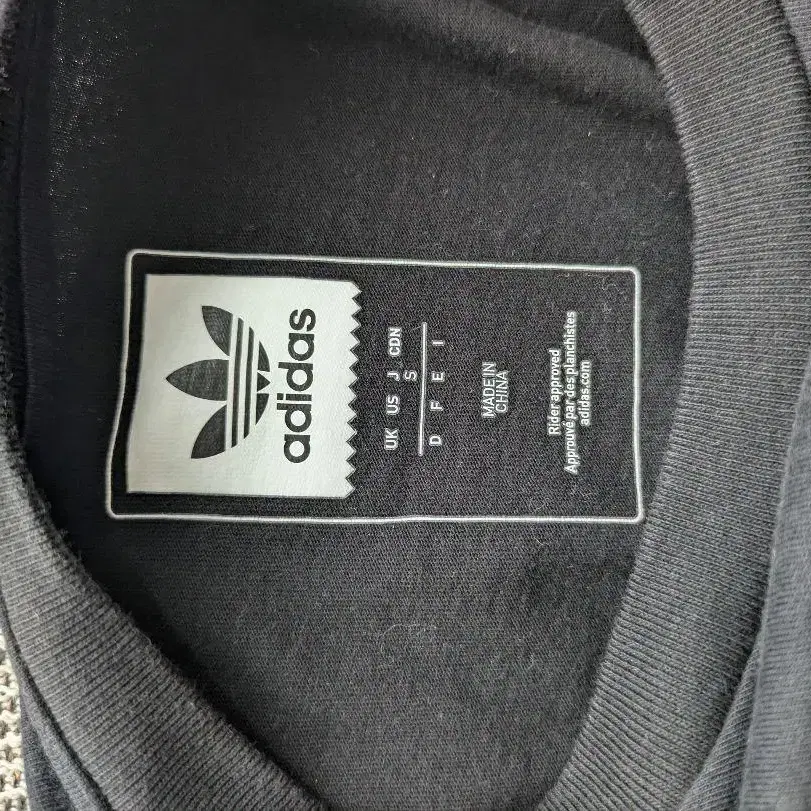 adidas
UK US J CDN
S
D F E I
MADE IN
CHINA
Rider approved
Approuvé par des planchistes
adidas.com